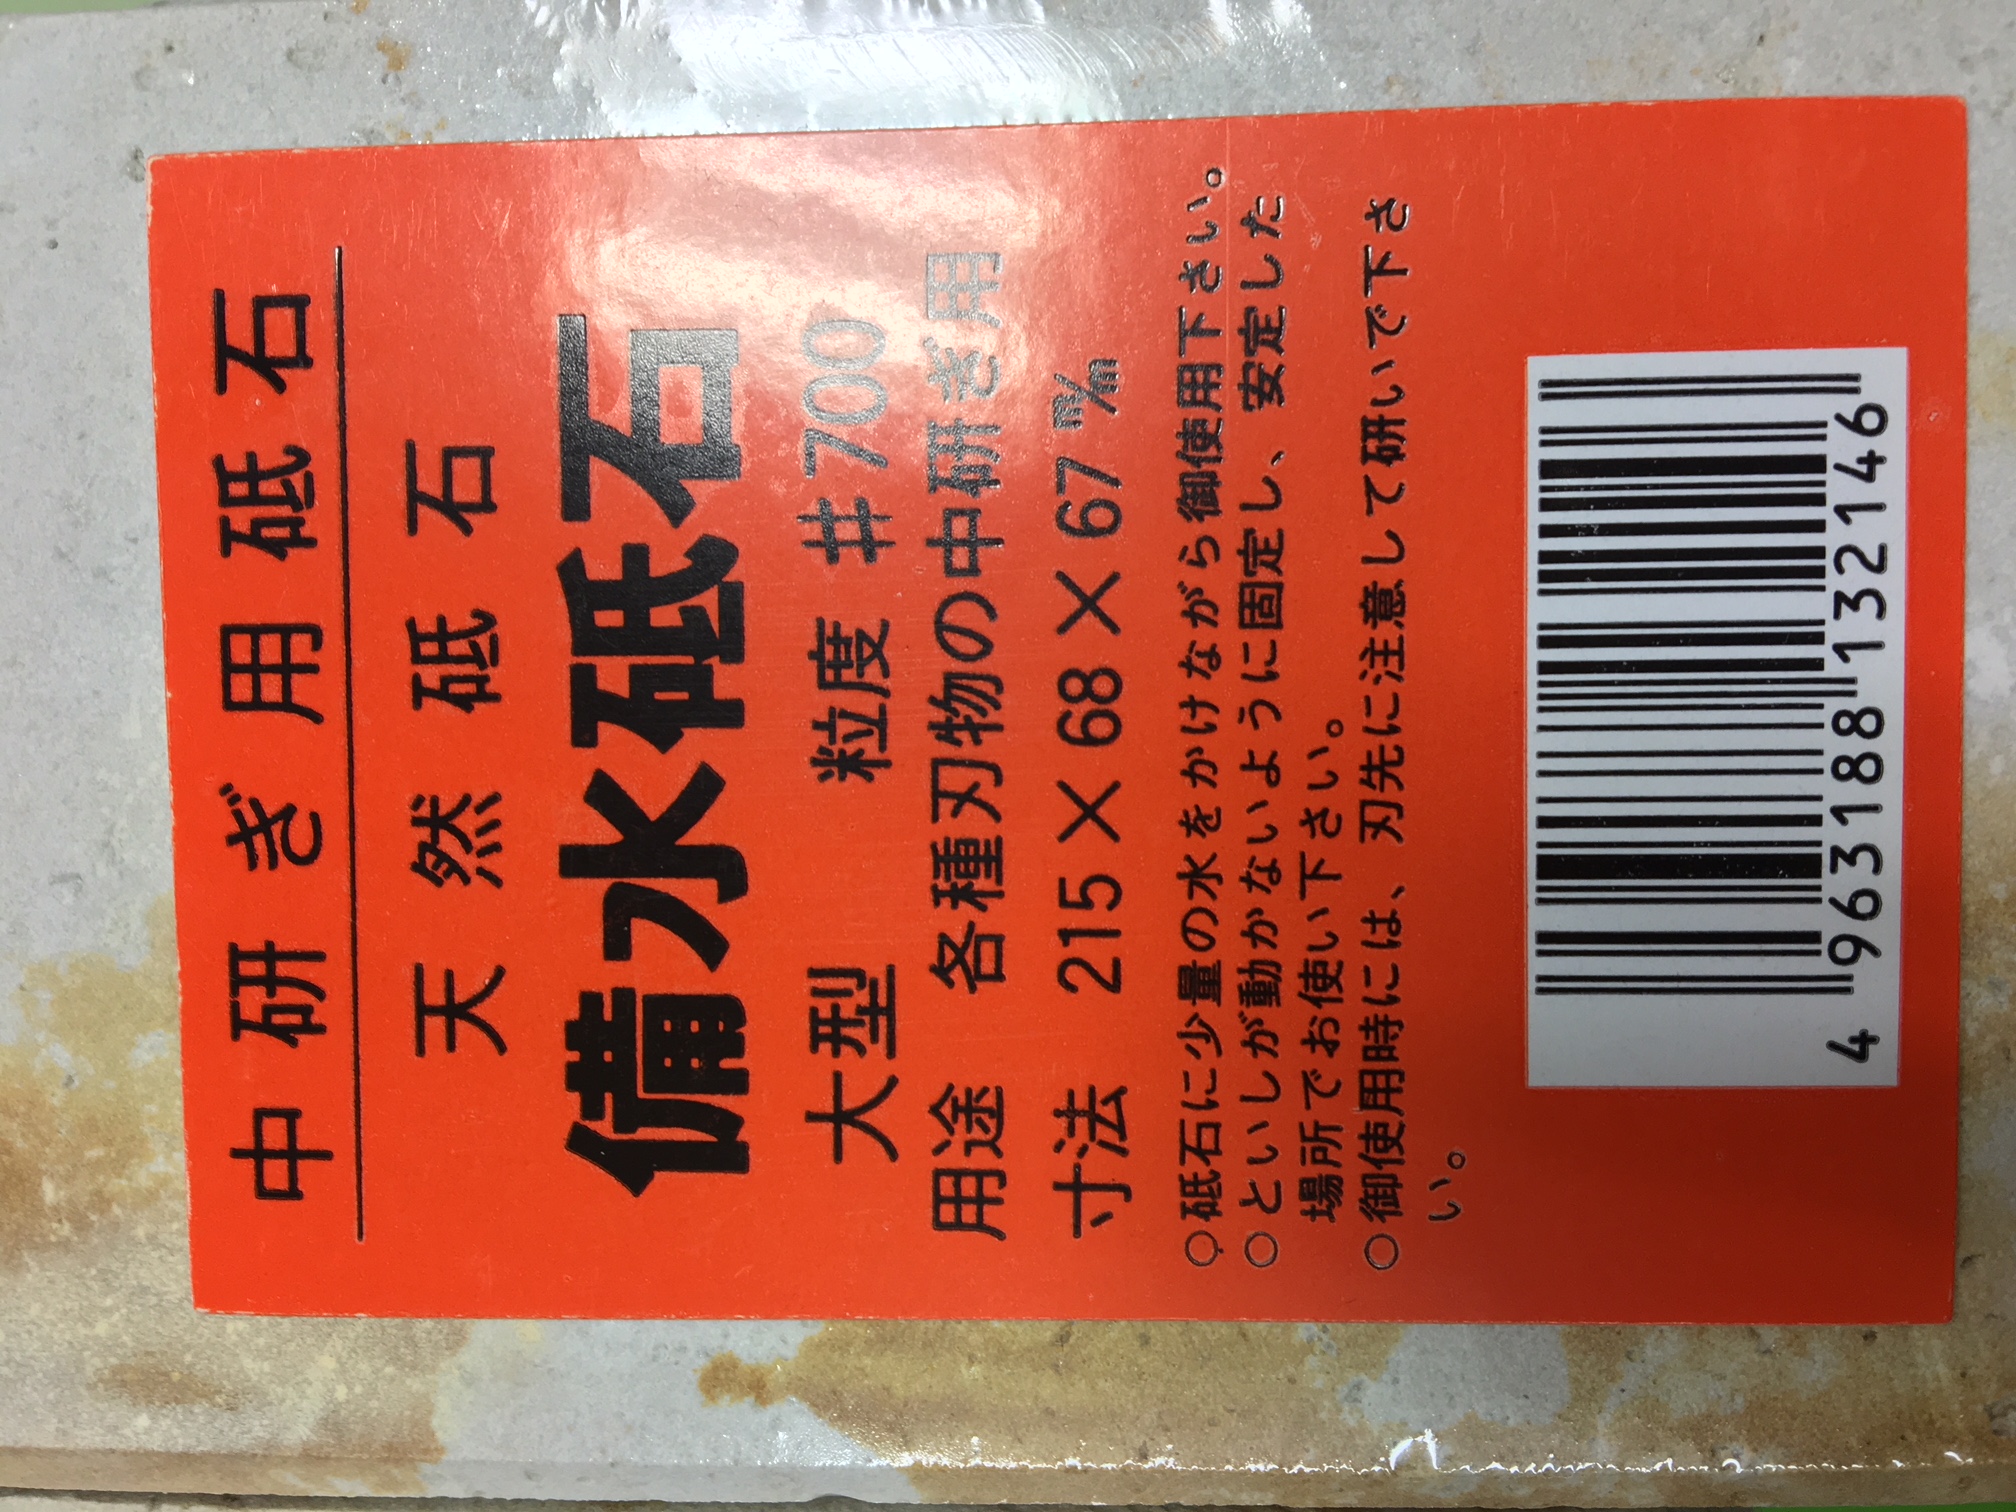 中研ぎ用砥石
天然砥石
備水砥石
大型 粒度 #700
用途 各種刃物の中研ぎ用
寸法 215×68×67㎜
○砥石に少量の水をかけながら御使用下さい。
○といしが動かないように固定し、安定した
場所でお使い下さい。
○御使用時には、刃先に注意して研いで下さ
い。
4 963188 132146